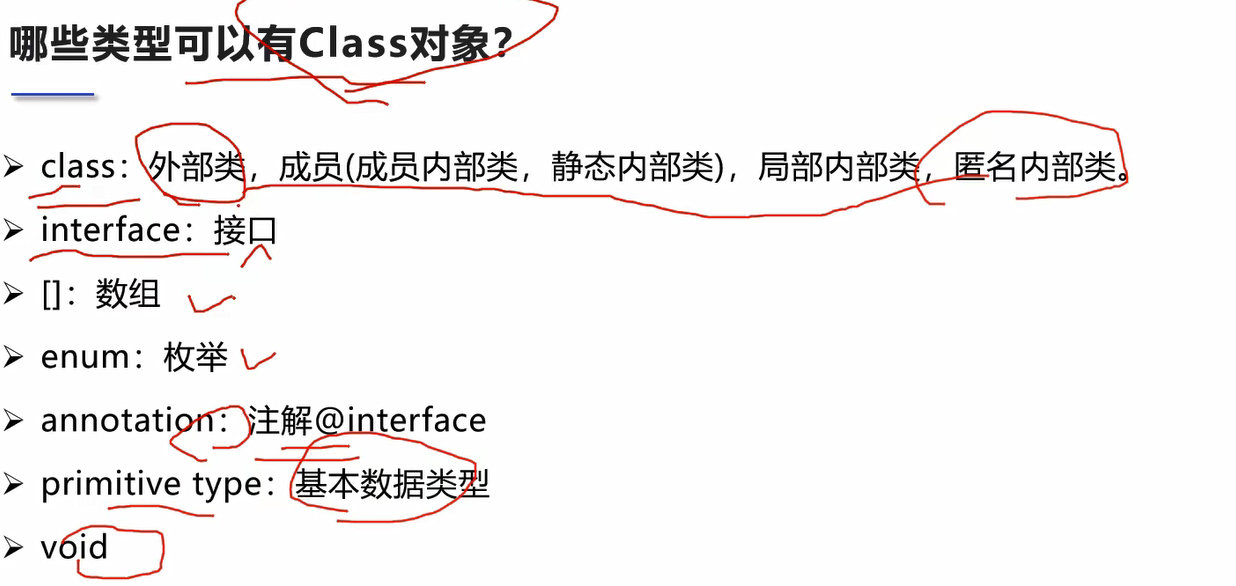 哪些类型可以有Class对象？
class：外部类，成员(成员内部类，静态内部类)，局部内部类，匿名内部类。
interface：接口
[]：数组
enum：枚举
annotation：注解@interface
primitive type：基本数据类型
void